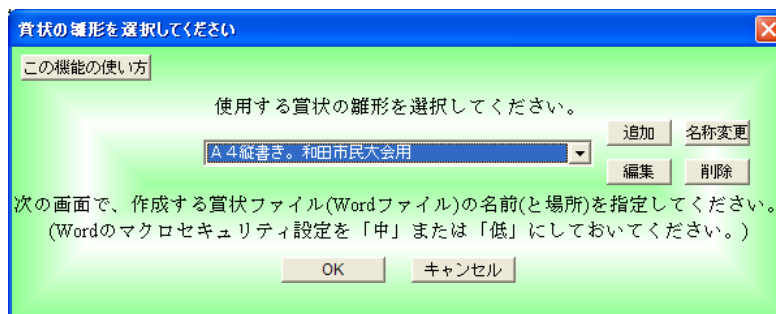 賞状の雛形を選択してください
この機能の使い方
使用する賞状の雛形を選択してください。
A4縦書き。和田市民大会用
追加 名称変更
編集 削除
次の画面で、作成する賞状ファイル(Wordファイル)の名前(と場所)を指定してください。
(Wordのマクロセキュリティ設定を「中」または「低」にしておいてください。)
OK キャンセル